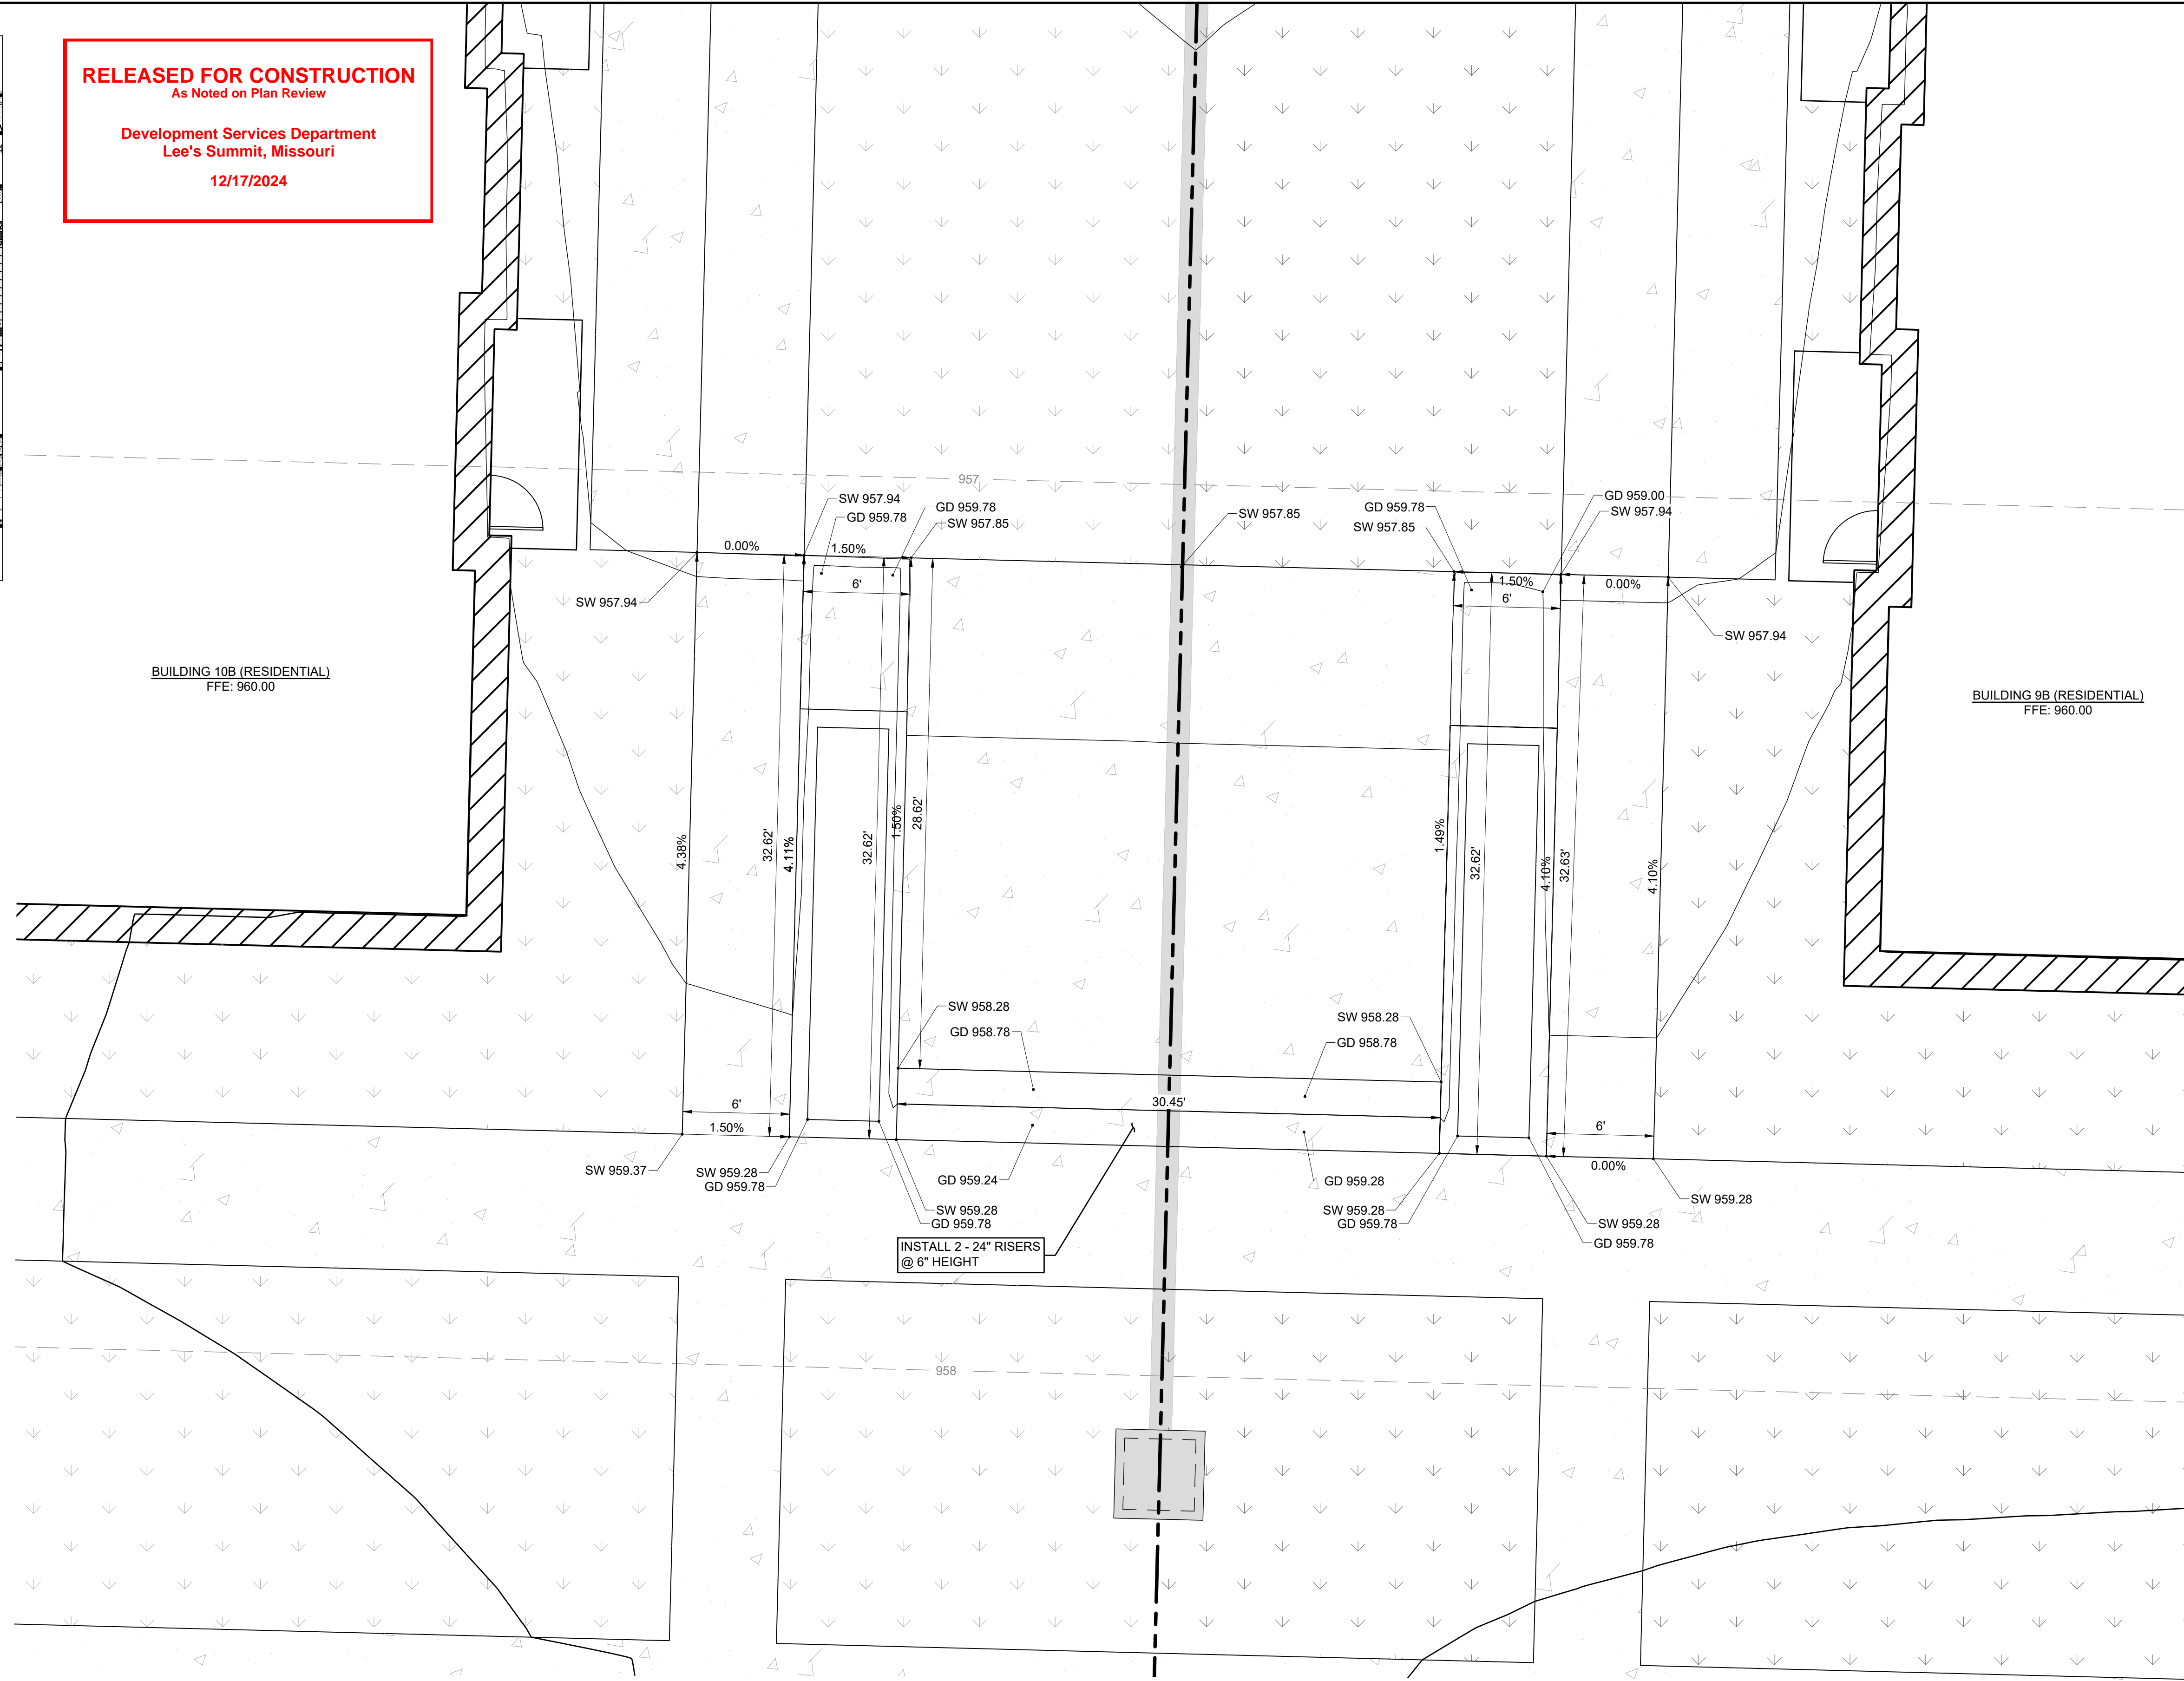 RELEASED FOR CONSTRUCTION
As Noted on Plan Review
Development Services Department
Lee's Summit, Missouri
12/17/2024
957
SW 957.94
GD 959.78
GD 959.78
SW 957.85
SW 957.85
GD 959.78
SW 957.85
GD 959.00
SW 957.94
0.00%
1.50%
6'
1.50%
6'
0.00%
SW 957.94
SW 957.94
BUILDING 10B (RESIDENTIAL)
FFE: 960.00
BUILDING 9B (RESIDENTIAL)
FFE: 960.00
4.38%
32.62'
4.11%
32.62'
1.50%
28.62'
1.49%
32.62'
4.10%
32.63'
4.10%
SW 958.28
GD 958.78
SW 958.28
GD 958.78
30.45'
6'
1.50%
6'
0.00%
SW 959.37
SW 959.28
GD 959.78
GD 959.24
SW 959.28
GD 959.78
GD 959.28
SW 959.28
GD 959.78
SW 959.28
GD 959.78
SW 959.28
INSTALL 2 - 24" RISERS
@ 6" HEIGHT
958